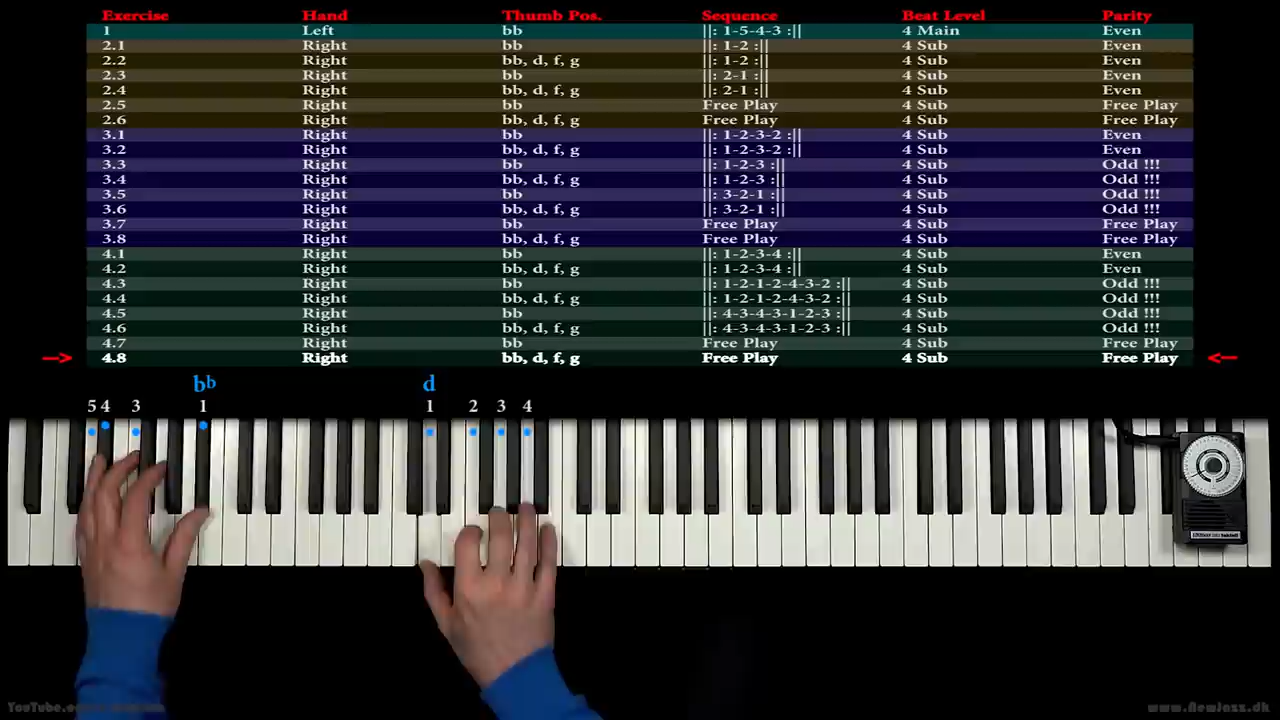 Exercise Hand Thumb Pos. Sequence Beat Level Parity
1 Left bb ||: 1-5-4-3 :|| 4 Main Even
2.1 Right bb ||: 1-2 :|| 4 Sub Even
2.2 Right bb, d, f, g ||: 1-2 :|| 4 Sub Even
2.3 Right bb ||: 2-1 :|| 4 Sub Even
2.4 Right bb, d, f, g ||: 2-1 :|| 4 Sub Even
2.5 Right bb Free Play 4 Sub Free Play
2.6 Right bb, d, f, g Free Play 4 Sub Free Play
3.1 Right bb ||: 1-2-3-2 :|| 4 Sub Even
3.2 Right bb, d, f, g ||: 1-2-3-2 :|| 4 Sub Even
3.3 Right bb ||: 1-2-3 :|| 4 Sub Odd !!!
3.4 Right bb, d, f, g ||: 1-2-3 :|| 4 Sub Odd !!!
3.5 Right bb ||: 3-2-1 :|| 4 Sub Odd !!!
3.6 Right bb, d, f, g ||: 3-2-1 :|| 4 Sub Odd !!!
3.7 Right bb Free Play 4 Sub Free Play
3.8 Right bb, d, f, g Free Play 4 Sub Free Play
4.1 Right bb ||: 1-2-3-4 :|| 4 Sub Even
4.2 Right bb, d, f, g ||: 1-2-3-4 :|| 4 Sub Even
4.3 Right bb ||: 1-2-1-2-4-3-2 :|| 4 Sub Odd !!!
4.4 Right bb, d, f, g ||: 1-2-1-2-4-3-2 :|| 4 Sub Odd !!!
4.5 Right bb ||: 4-3-4-3-1-2-3 :|| 4 Sub Odd !!!
4.6 Right bb, d, f, g ||: 4-3-4-3-1-2-3 :|| 4 Sub Odd !!!
4.7 Right bb Free Play 4 Sub Free Play
4.8 Right bb, d, f, g Free Play 4 Sub Free Play
bb d
5 4 3 1 1 2 3 4
www.NewJazz.dk